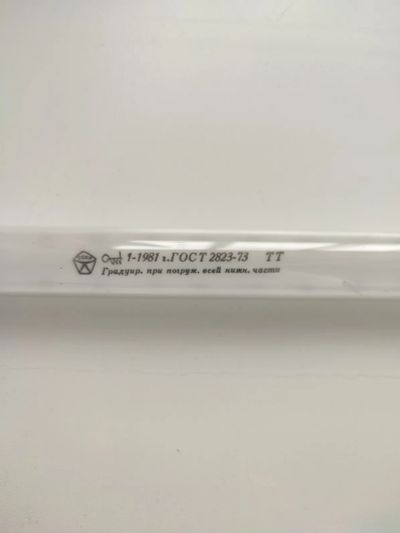 1-1981 г. ГОСТ 2823-73 ТТ
Градуир. при погруж. всей нижн. части